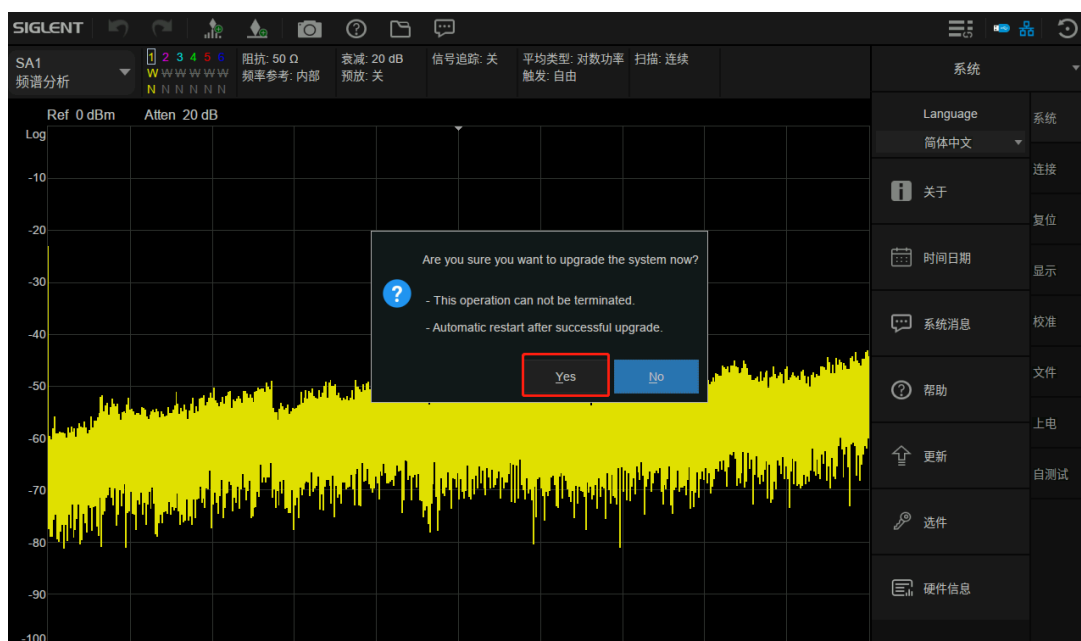 SIGLENT
SA1
频谱分析
1 2 3 4 5 6
W W W W W W
N N N N N N
阻抗: 50 Ω
频率参考: 内部
衰减: 20 dB
预放: 关
信号追踪: 关
平均类型: 对数功率
触发: 自由
扫描: 连续
系统
Ref 0 dBm
Atten 20 dB
Log
-10
-20
-30
-40
-50
-60
-70
-80
-90
-100
Are you sure you want to upgrade the system now?
- This operation can not be terminated.
- Automatic restart after successful upgrade.
Yes
No
Language
简体中文
关于
时间日期
系统消息
帮助
更新
选件
硬件信息
系统
连接
复位
显示
校准
文件
上电
自测试